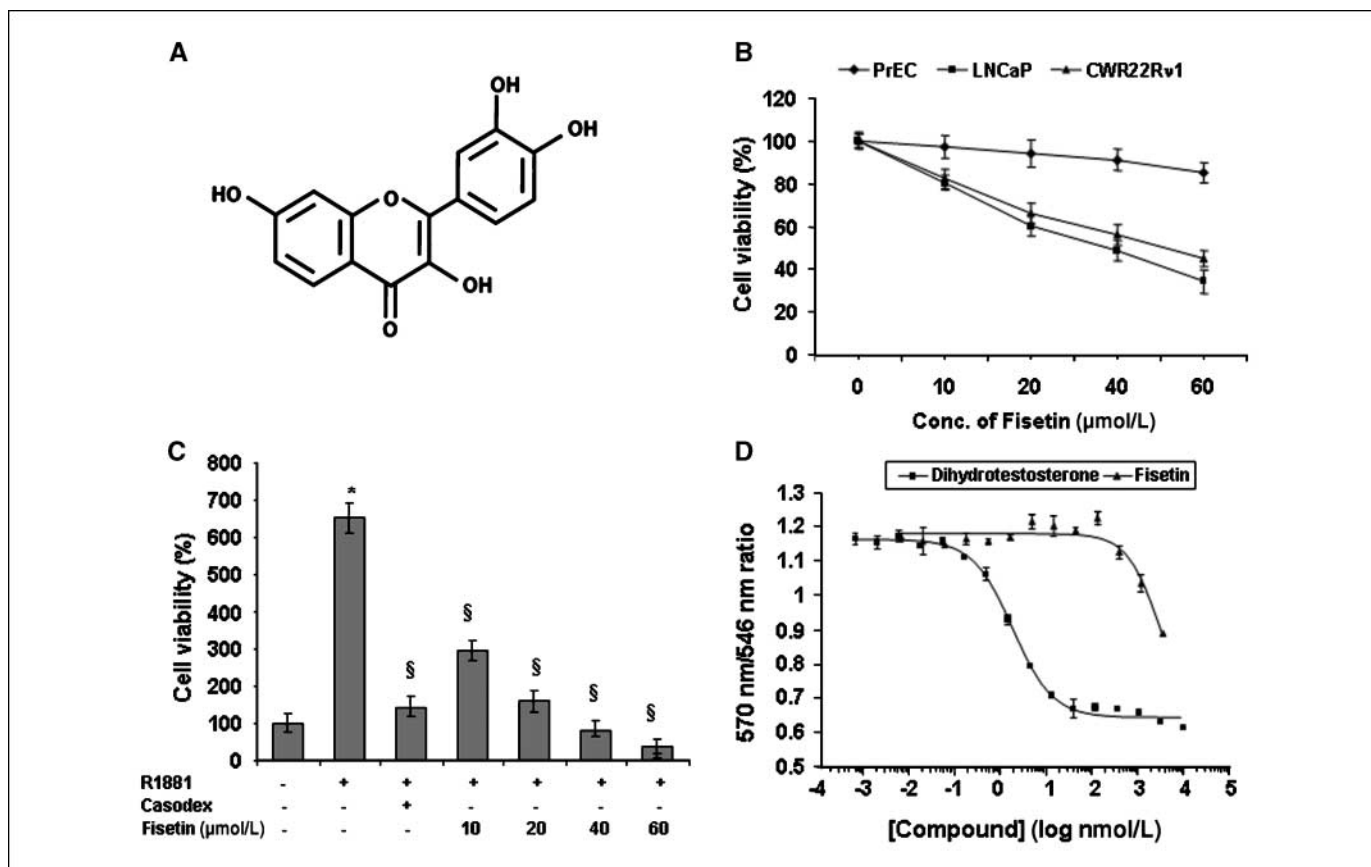 A
OH
OH
HO
O
OH
O
B
PrEC LNCaP CWR22Rν1
120
100
80
60
40
20
0
Cell viability (%)
0 10 20 40 60
Conc. of Fisetin (μmol/L)
C
800
700
600
500
400
300
200
100
0
Cell viability (%)
*
§
§
§
§
§
R1881 - + + + + + +
Casodex - - + - - - -
Fisetin (μmol/L) - - - 10 20 40 60
D
Dihydrotestosterone Fisetin
1.3
1.2
1.1
1
0.9
0.8
0.7
0.6
0.5
570 nm/546 nm ratio
-4 -3 -2 -1 0 1 2 3 4 5
[Compound] (log nmol/L)